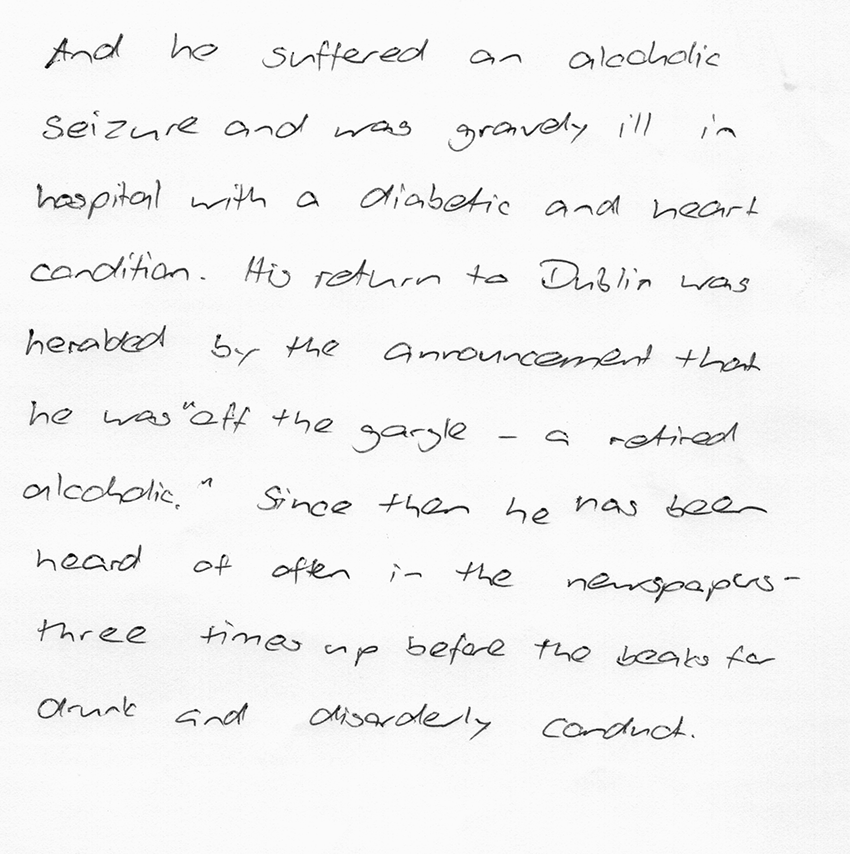 And he suffered an alcoholic
seizure and was gravely ill in
hospital with a diabetic and heart
condition. His return to Dublin was
heralded by the announcement that
he was "off the gargle - a retired
alcoholic." Since then he has been
heard of often in the newspapers -
three times up before the beaks for
drunk and disorderly conduct.